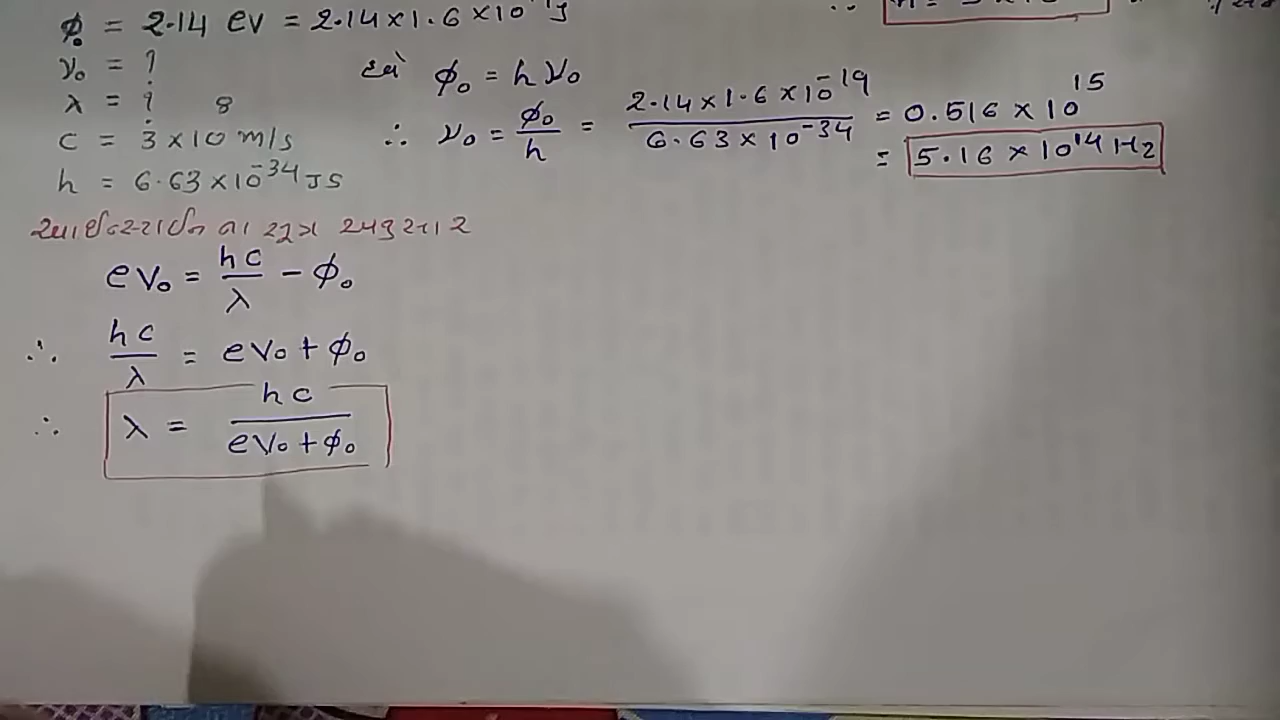 ϕ₀ = 2.14 eV = 2.14 × 1.6 × 10 J
ν₀ = ?
λ = ?
C = 3 × 10⁸ m/s
h = 6.63 × 10⁻³⁴ JS
ϕ₀ = hν₀
∴ ν₀ = ϕ₀/h = 2.14 × 1.6 × 10⁻¹⁹ / 6.63 × 10⁻³⁴ = 0.516 × 10¹⁵
= 5.16 × 10¹⁴ Hz
eV₀ = hc/λ − ϕ₀
∴ hc/λ = eV₀ + ϕ₀
∴ λ = hc/(eV₀ + ϕ₀)